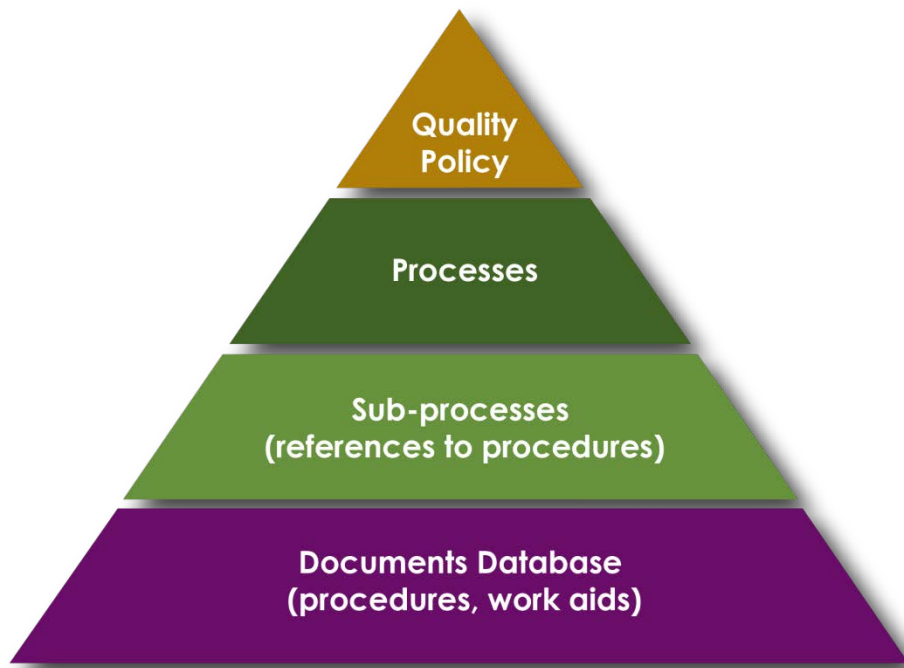 Quality
Policy
Processes
Sub-processes
(references to procedures)
Documents Database
(procedures, work aids)